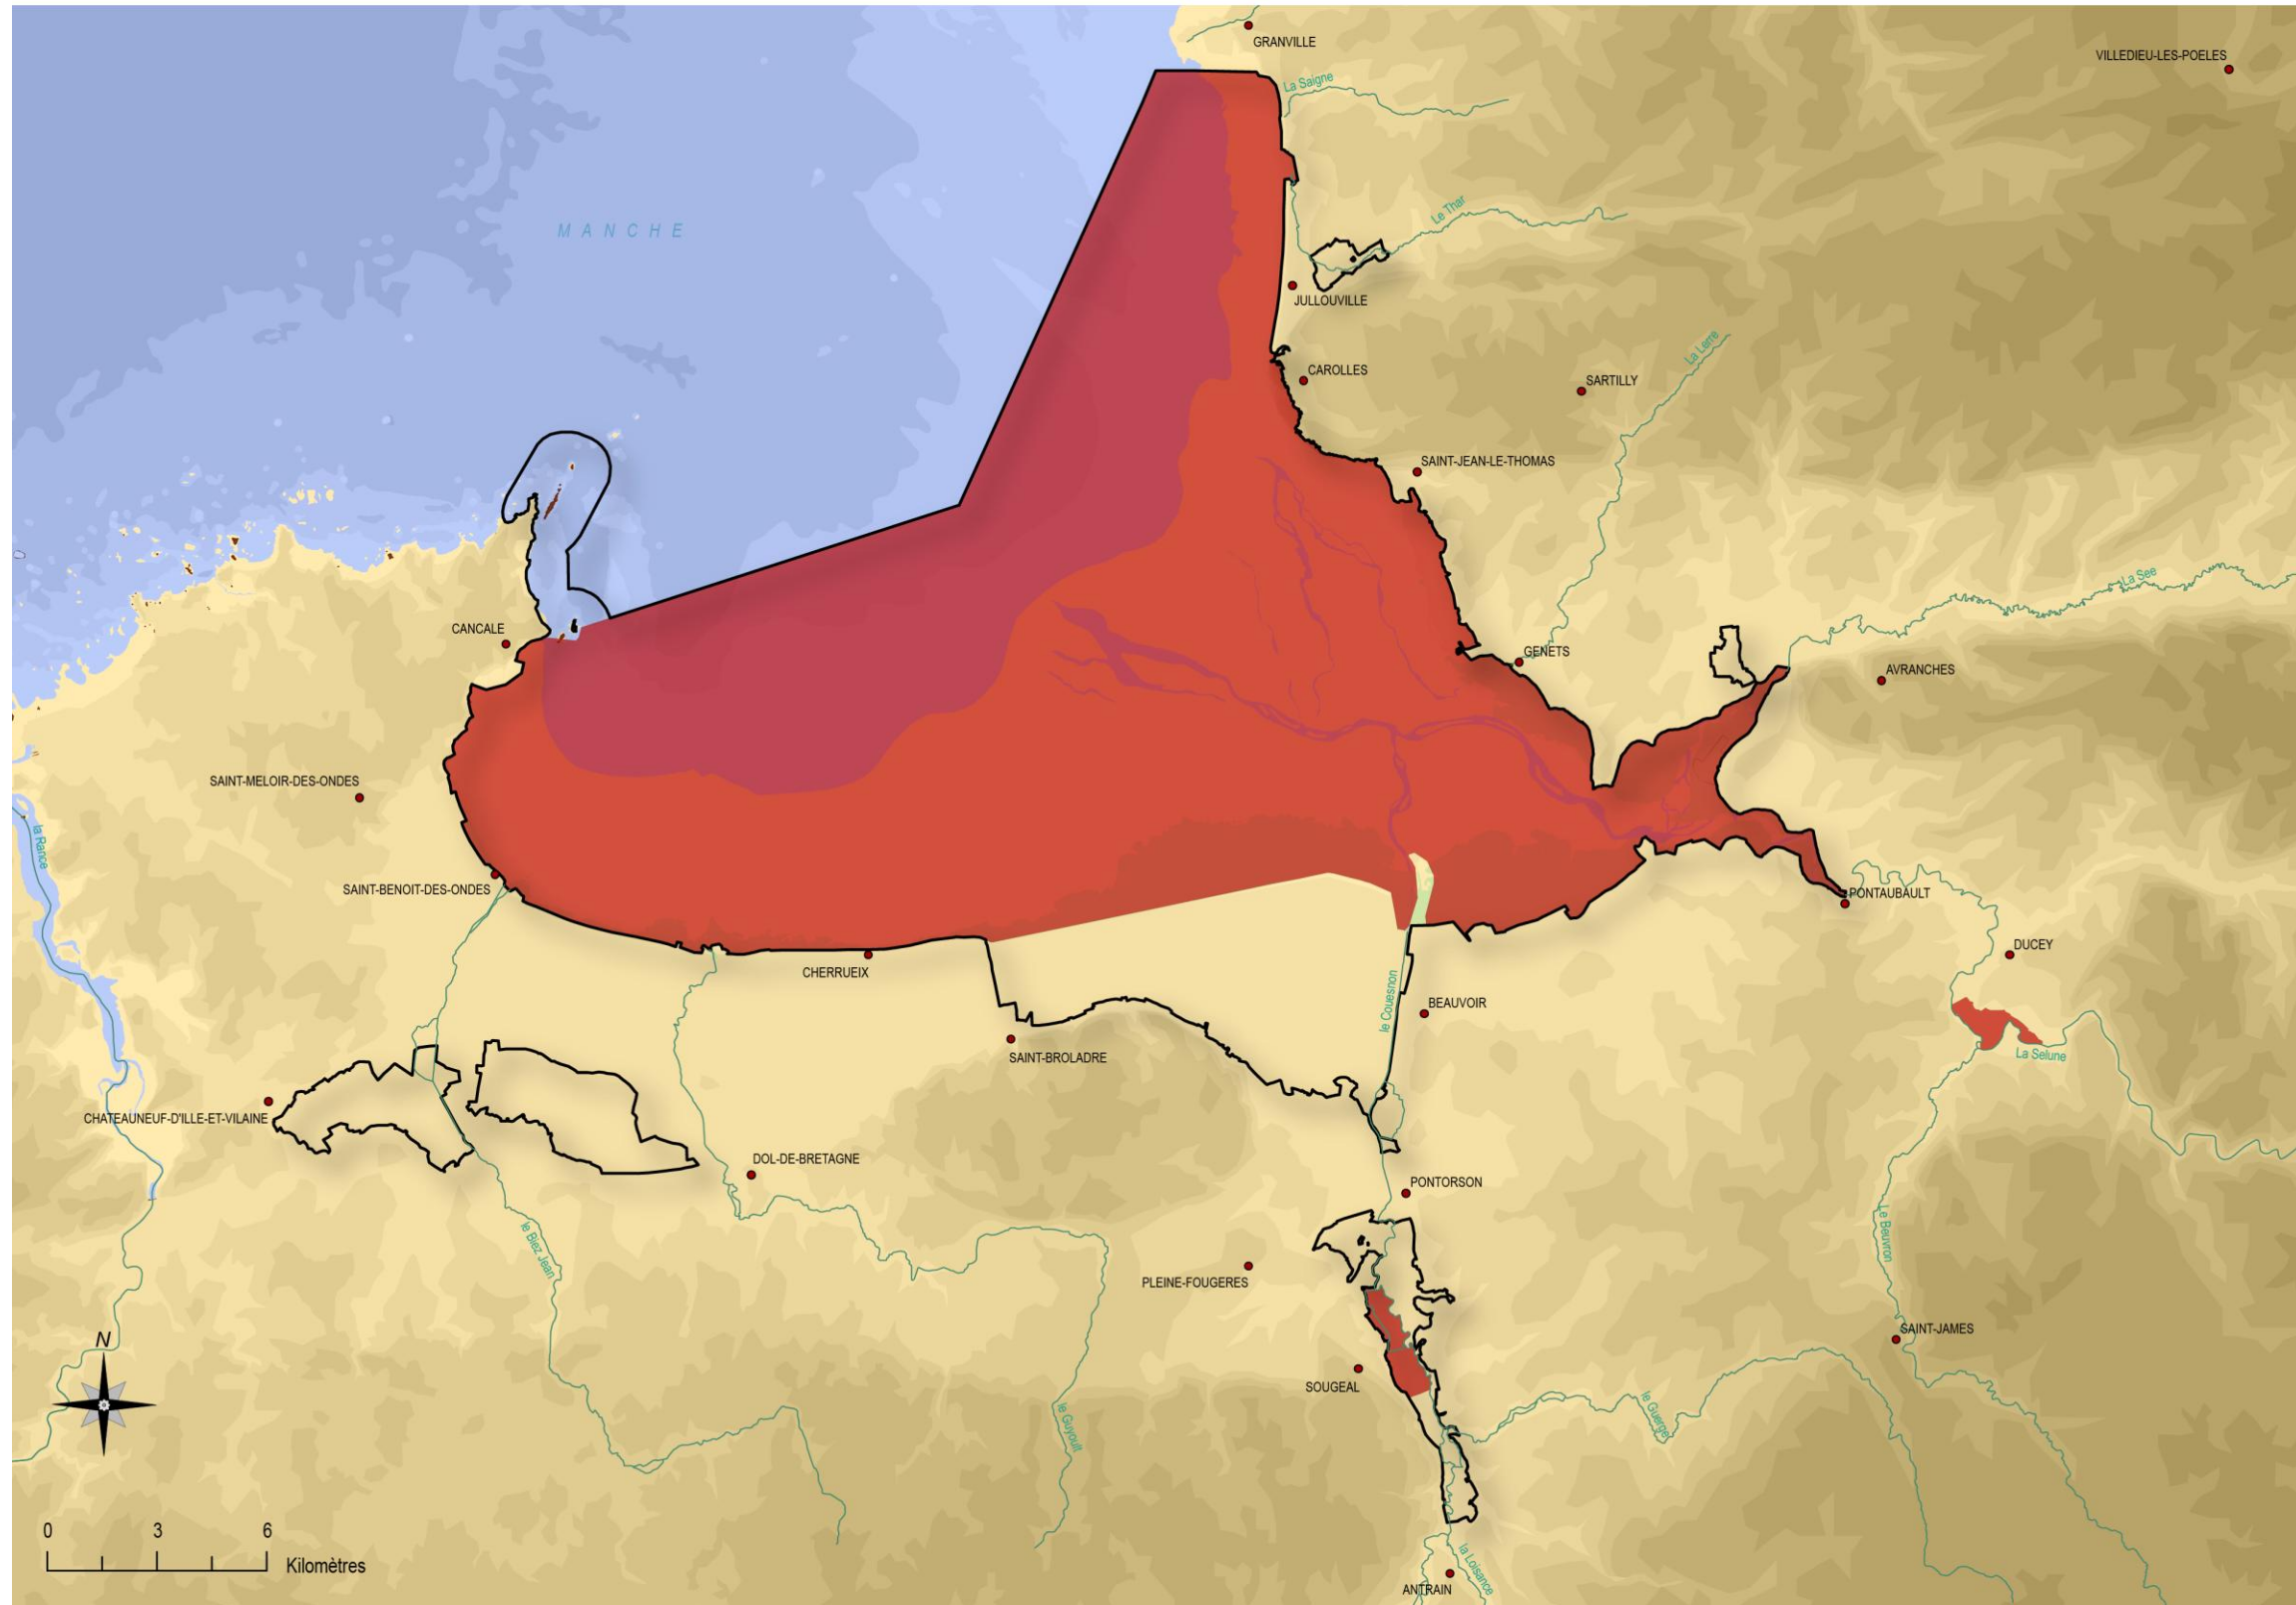 GRANVILLE
VILLEDIEU-LES-POELES
La Saigne
Le Thar
MANCHE
JULLOUVILLE
La Lerre
CAROLLES
SARTILLY
SAINT-JEAN-LE-THOMAS
La See
CANCALE
GENETS
AVRANCHES
SAINT-MELOIR-DES-ONDES
la Rance
SAINT-BENOIT-DES-ONDES
PONTAUBAULT
DUCEY
CHERRUEIX
le Couesnon
BEAUVOIR
SAINT-BROLADRE
La Selune
CHATEAUNEUF-D'ILLE-ET-VILAINE
DOL-DE-BRETAGNE
PONTORSON
le Biez Jean
Le Beuvron
PLEINE-FOUGERES
N
SAINT-JAMES
SOUGEAL
le Guyoult
le Guerge
0 3 6
Kilomètres
la Loisance
ANTRAIN